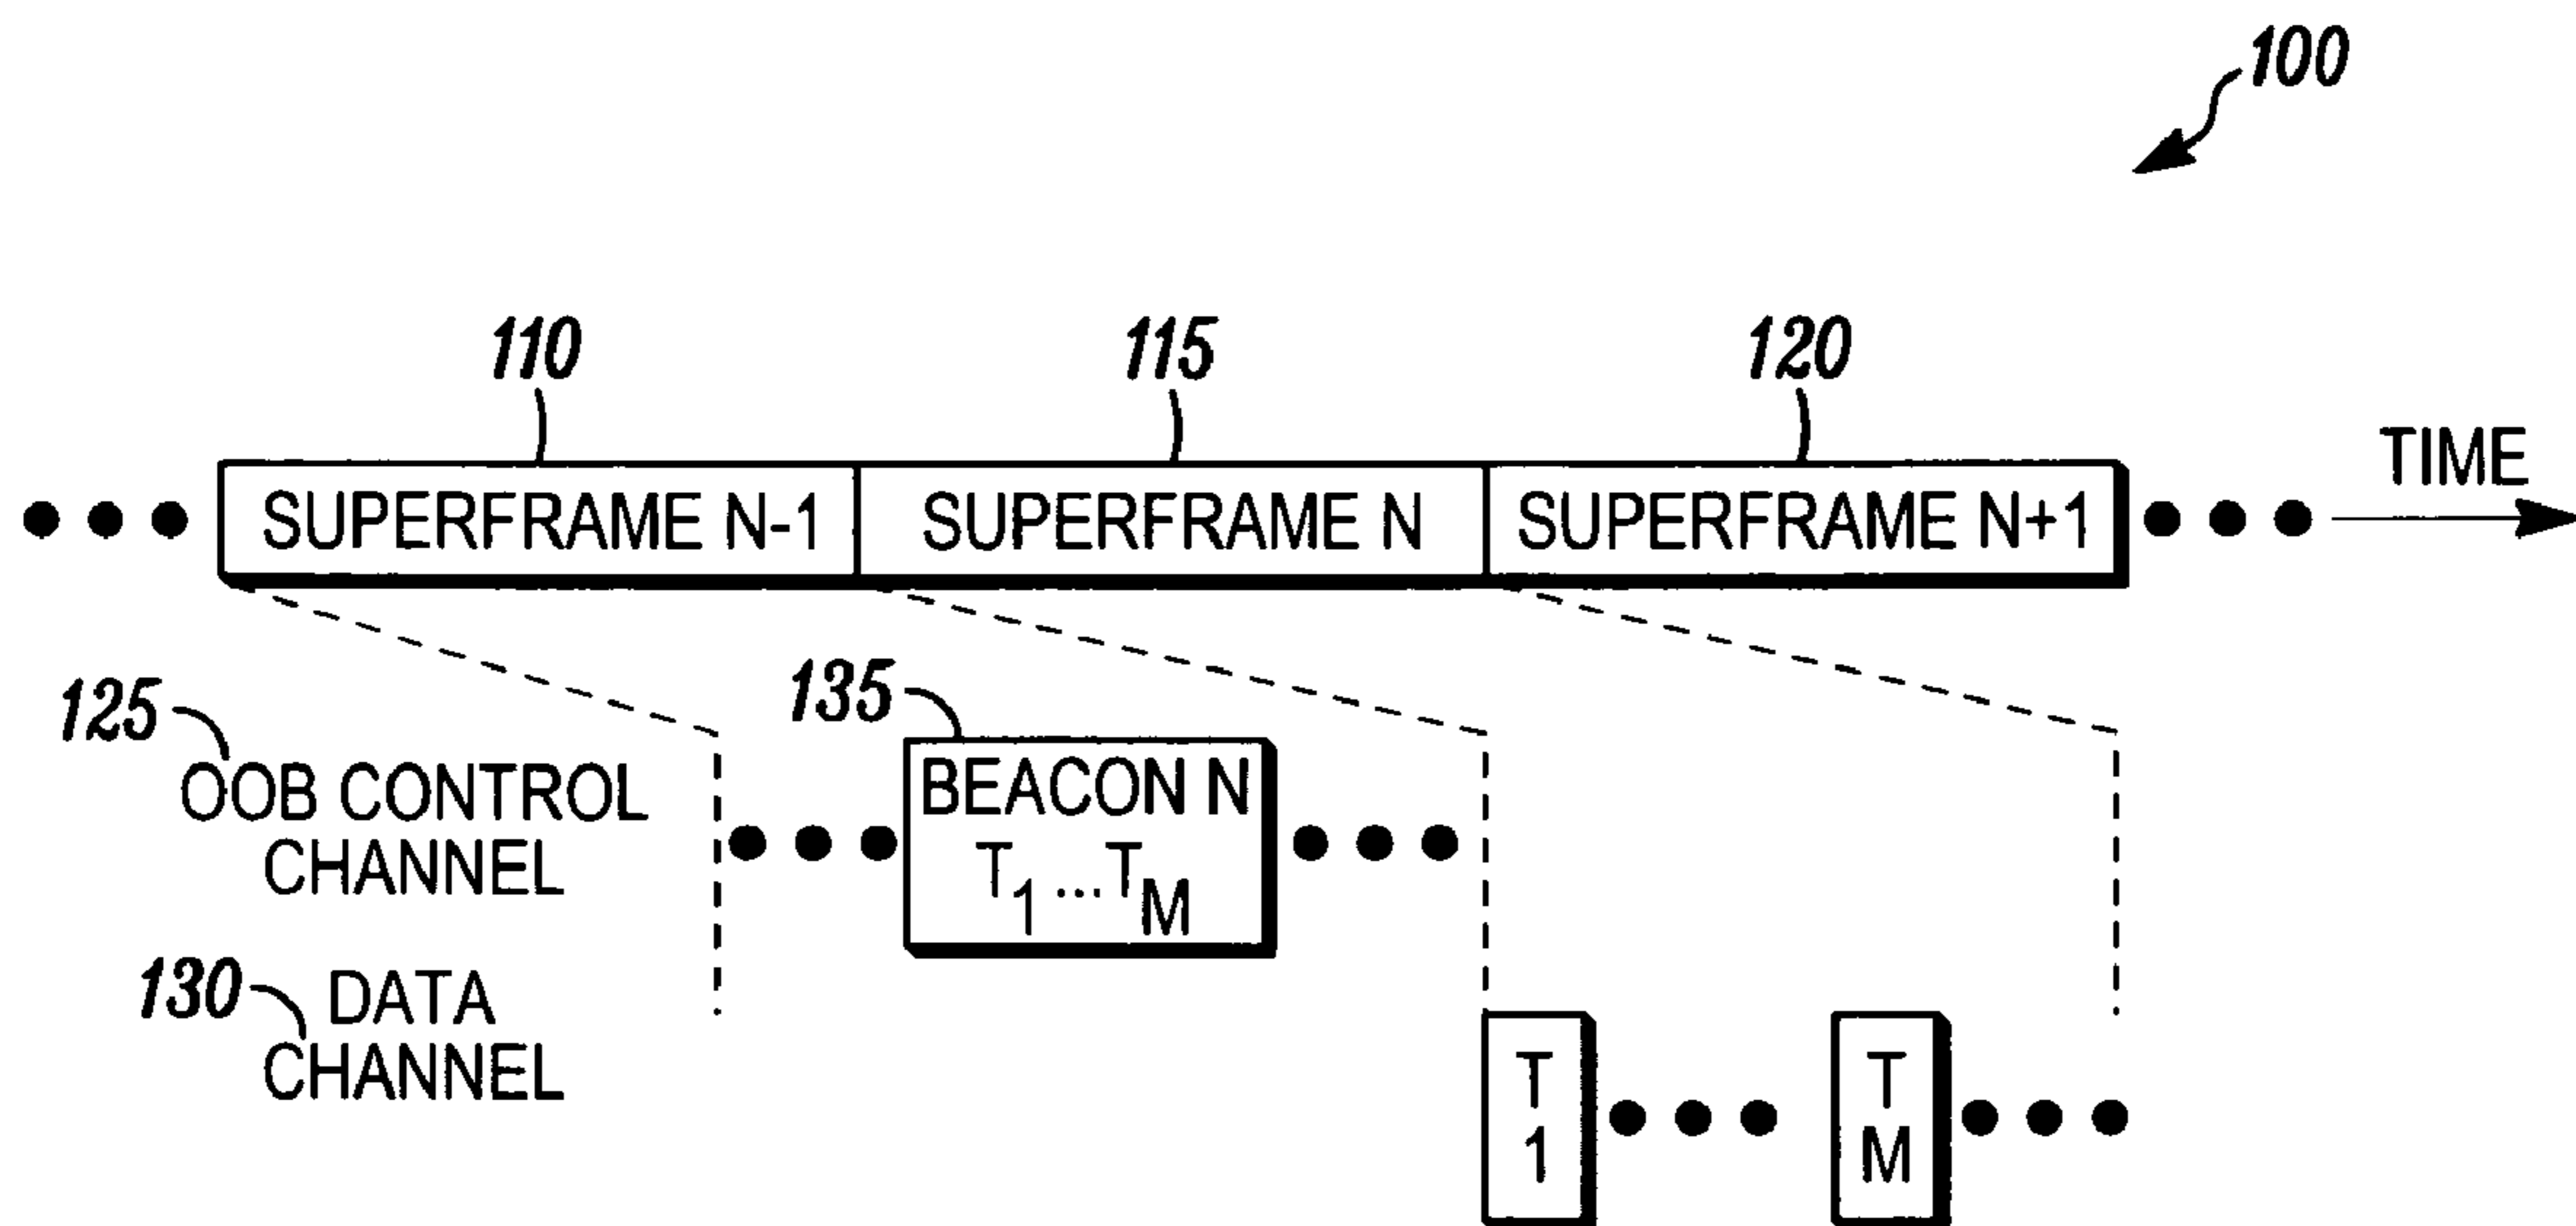 100
110
115
120
SUPERFRAME N-1
SUPERFRAME N
SUPERFRAME N+1
TIME
125
OOB CONTROL
CHANNEL
135
BEACON N
T1 ...TM
130
DATA
CHANNEL
T
1
T
M